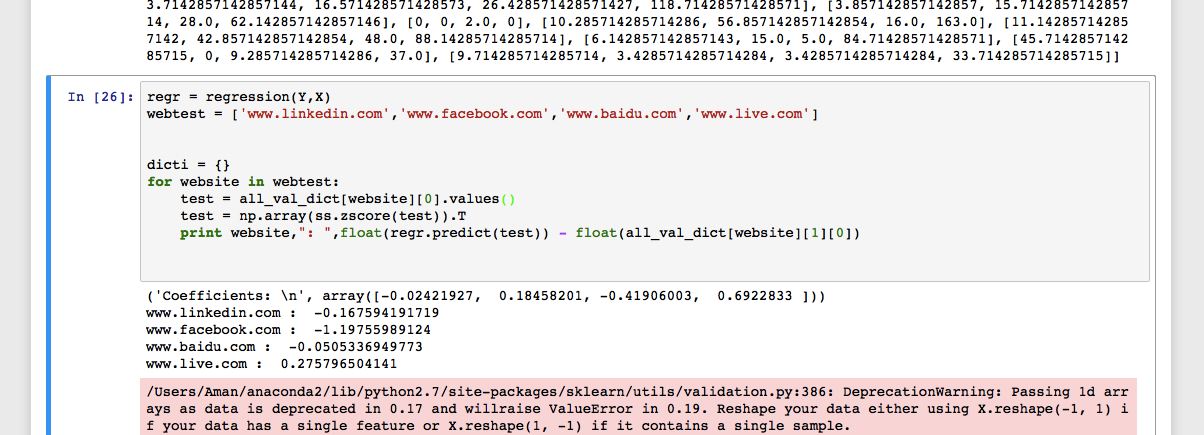 3.7142857142857144, 16.571428571428573, 26.428571428571427, 118.71428571428571], [3.857142857142857, 15.7142857142857
14, 28.0, 62.142857142857146], [0, 0, 2.0, 0], [10.285714285714286, 56.857142857142854, 16.0, 163.0], [11.14285714285
7142, 42.857142857142854, 48.0, 88.14285714285714], [6.142857142857143, 15.0, 5.0, 84.71428571428571], [45.7142857142
85715, 0, 9.285714285714286, 37.0], [9.714285714285714, 3.4285714285714284, 3.4285714285714284, 33.714285714285715]]
In [26]: regr = regression(Y,X)
webtest = ['www.linkedin.com','www.facebook.com','www.baidu.com','www.live.com']
dicti = {}
for website in webtest:
    test = all_val_dict[website][0].values()
    test = np.array(ss.zscore(test)).T
    print website,": ",float(regr.predict(test)) - float(all_val_dict[website][1][0])
('Coefficients: \n', array([-0.02421927,  0.18458201, -0.41906003,  0.6922833 ]))
www.linkedin.com :  -0.167594191719
www.facebook.com :  -1.19755989124
www.baidu.com :  -0.0505336949773
www.live.com :  0.275796504141
/Users/Aman/anaconda2/lib/python2.7/site-packages/sklearn/utils/validation.py:386: DeprecationWarning: Passing 1d arr
ays as data is deprecated in 0.17 and willraise ValueError in 0.19. Reshape your data either using X.reshape(-1, 1) i
f your data has a single feature or X.reshape(1, -1) if it contains a single sample.